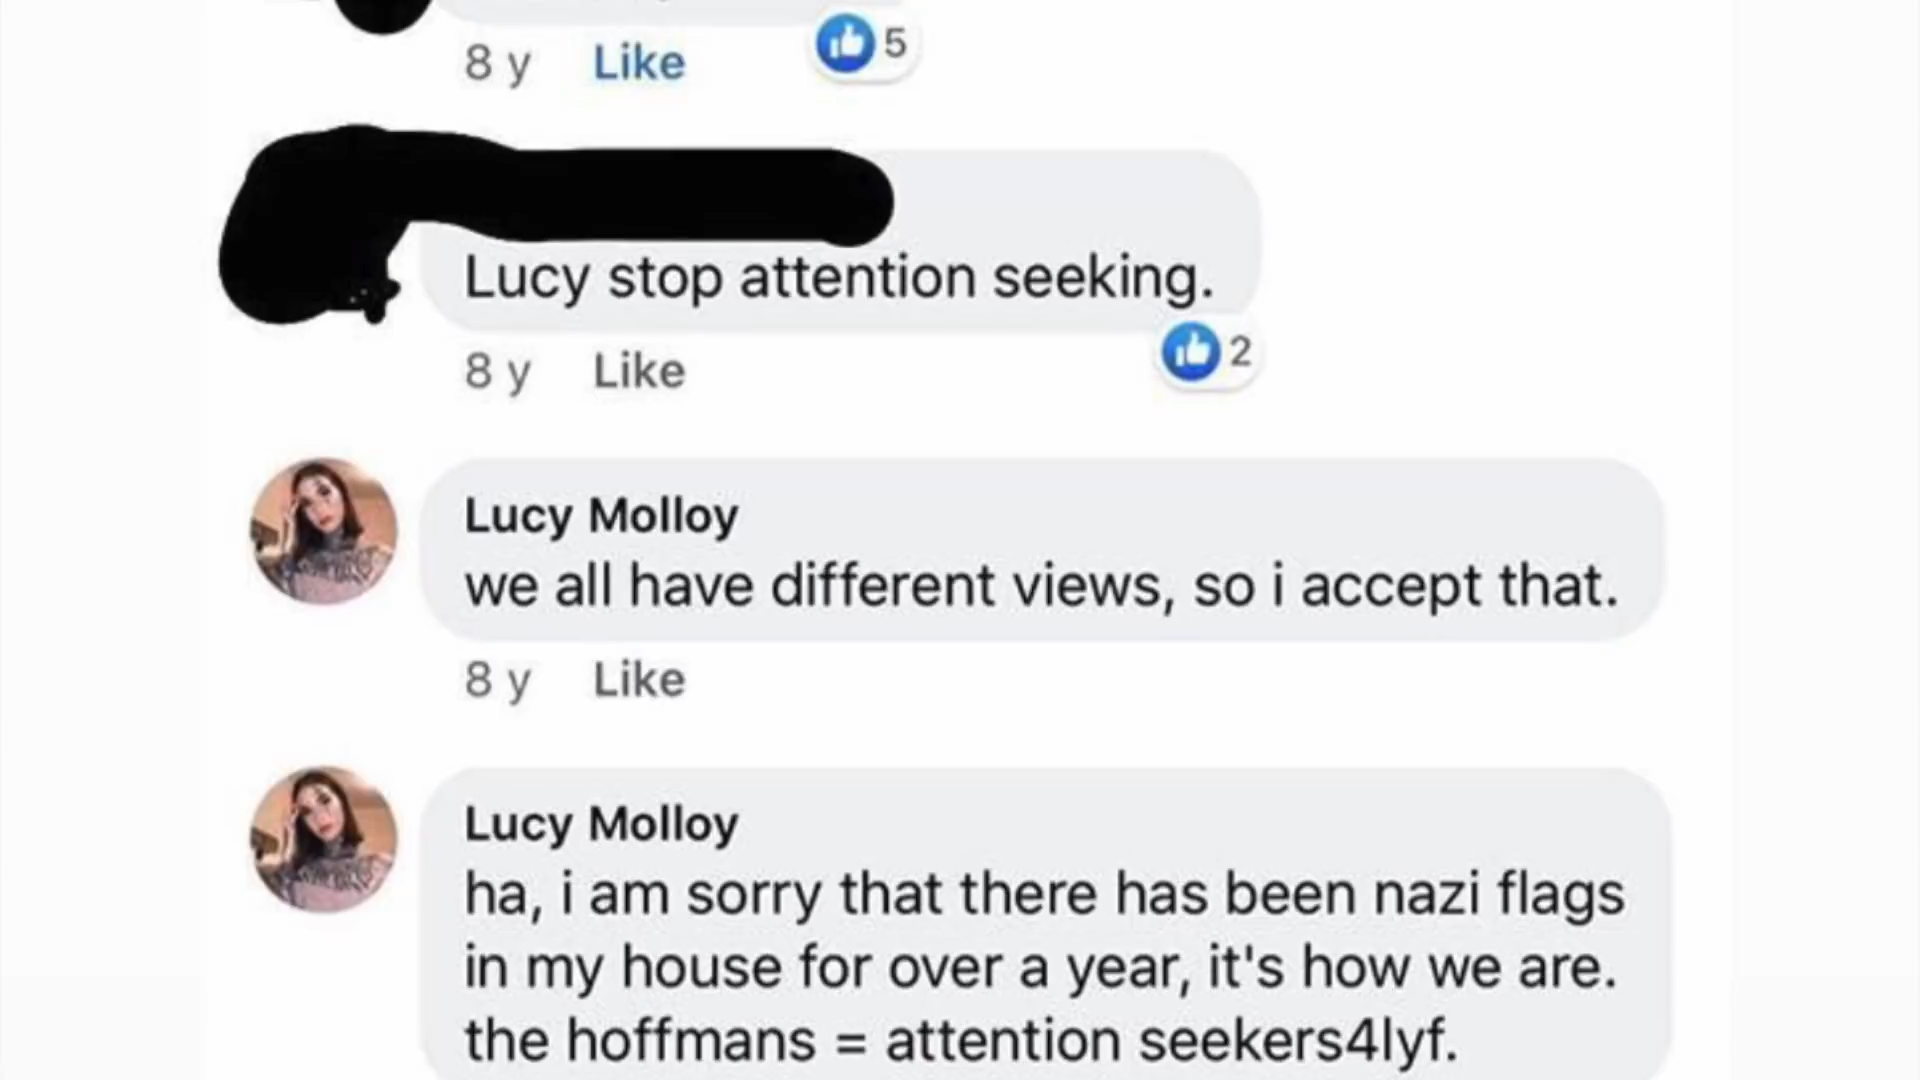 8 y Like 5
Lucy stop attention seeking.
8 y Like 2
Lucy Molloy
we all have different views, so i accept that.
8 y Like
Lucy Molloy
ha, i am sorry that there has been nazi flags
in my house for over a year, it's how we are.
the hoffmans = attention seekers4lyf.